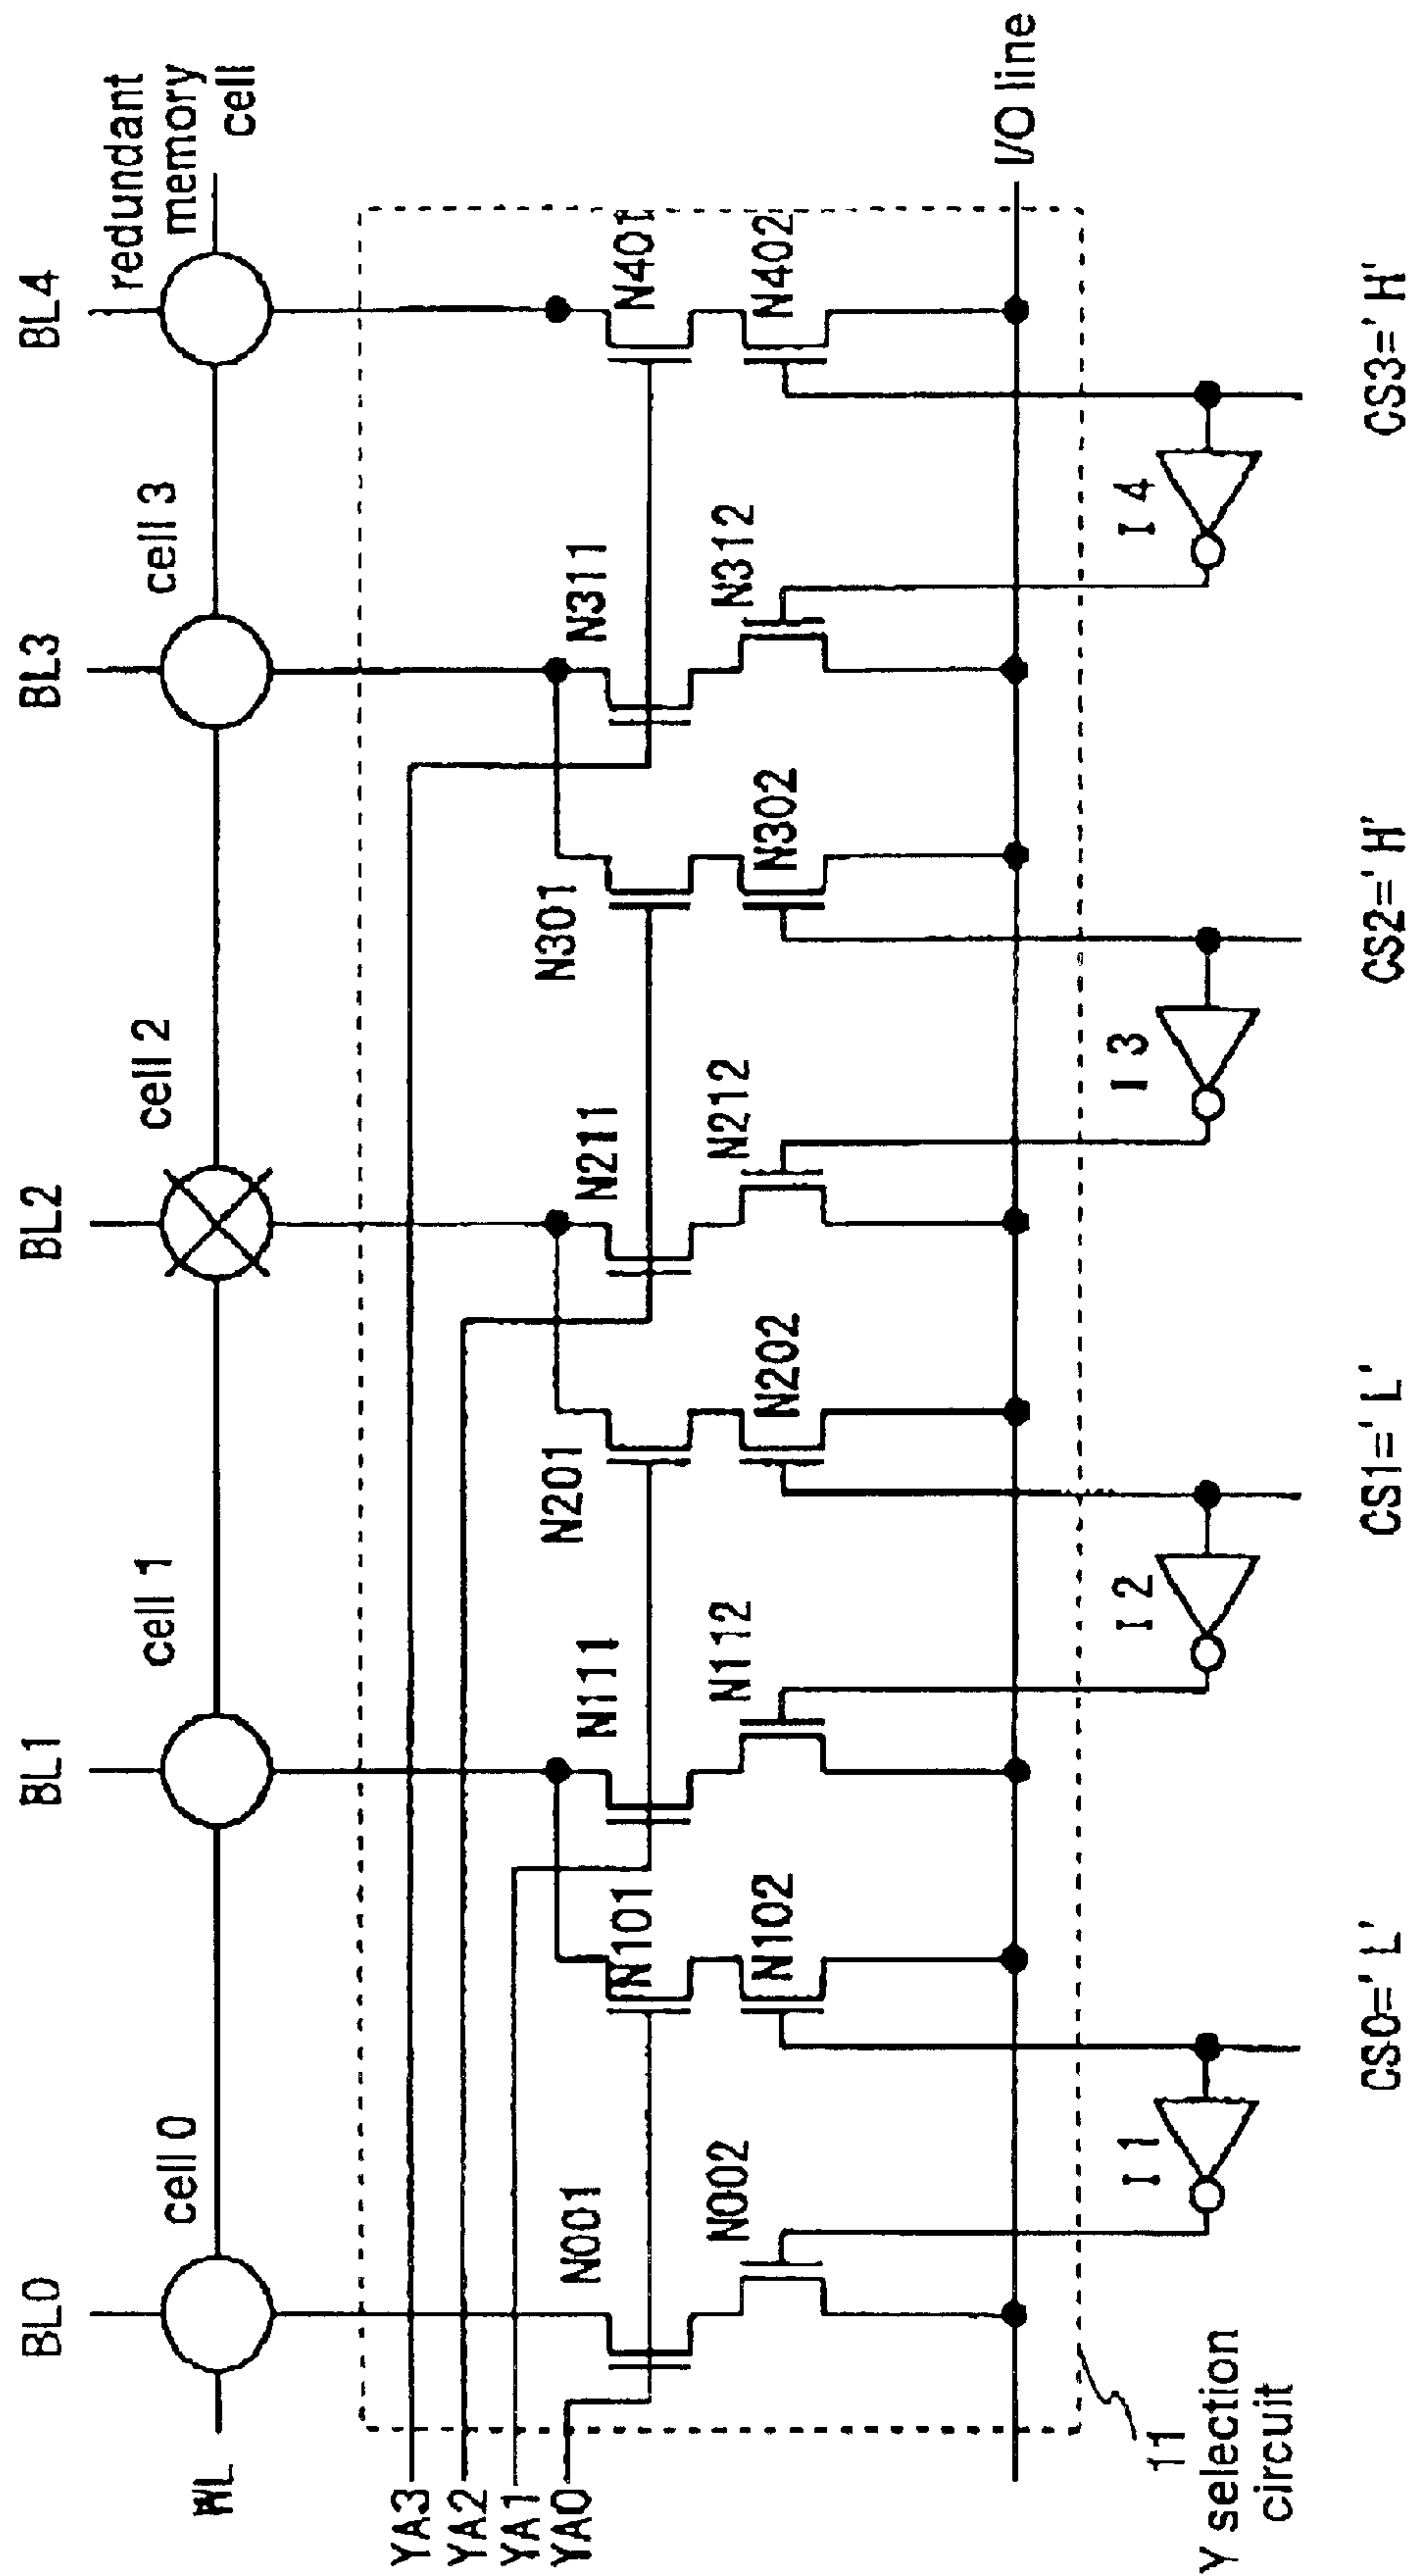 BL0
BL1
BL2
BL3
BL4
cell 0
cell 1
cell 2
cell 3
redundant
memory
cell
WL
YA3
YA2
YA1
YA0
N001
N002
N101
N102
N111
N112
N201
N202
N211
N212
N301
N302
N311
N312
N401
N402
I/O line
11
Y selection
circuit
I 1
I 2
I 3
I 4
CS0='L'
CS1='L'
CS2='H'
CS3='H'